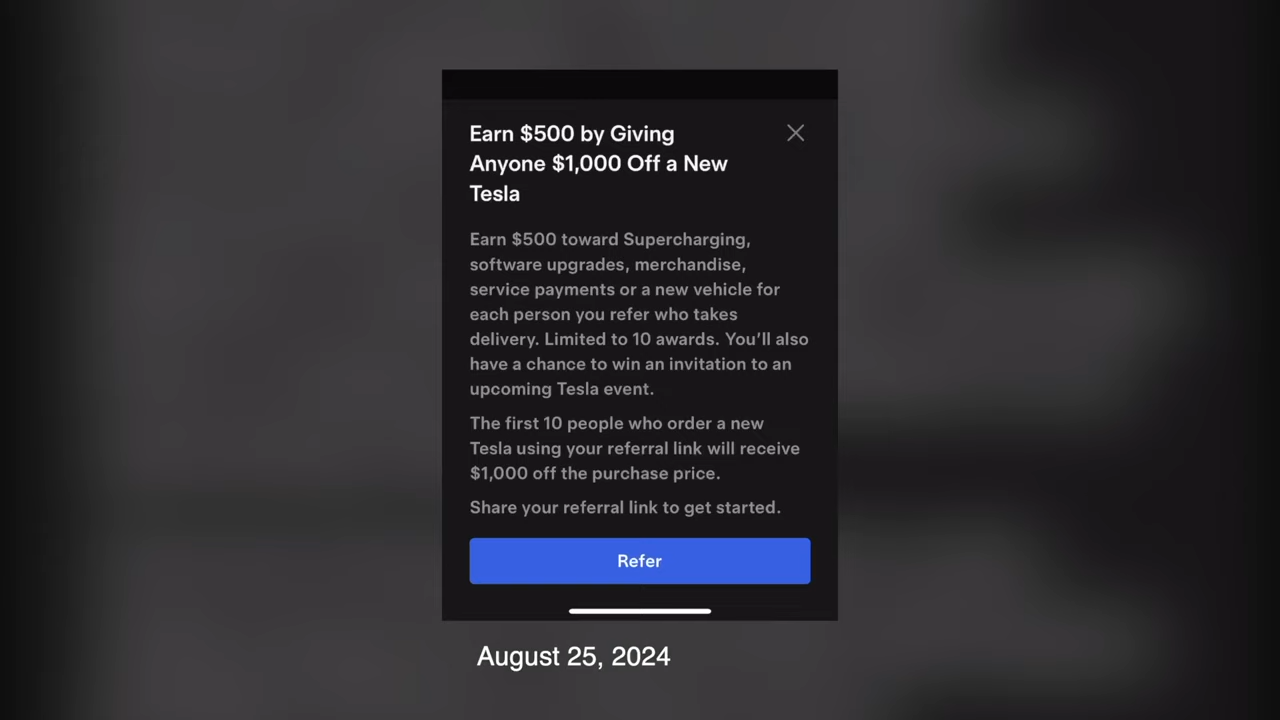 Earn $500 by Giving
Anyone $1,000 Off a New
Tesla
Earn $500 toward Supercharging,
software upgrades, merchandise,
service payments or a new vehicle for
each person you refer who takes
delivery. Limited to 10 awards. You’ll also
have a chance to win an invitation to an
upcoming Tesla event.
The first 10 people who order a new
Tesla using your referral link will receive
$1,000 off the purchase price.
Share your referral link to get started.
Refer
August 25, 2024